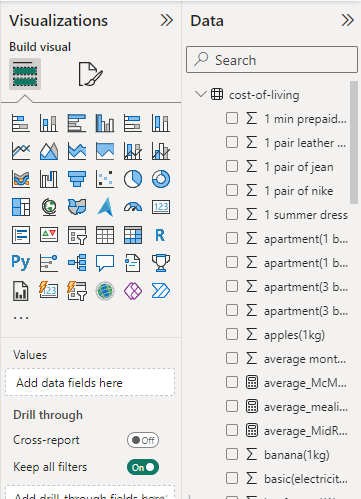 Visualizations
Build visual
123
R
Py
123
...
Values
Add data fields here
Drill through
Cross-report
Off
Keep all filters
On
Add drill-through fields here
Data
Search
cost-of-living
1 min prepaid...
1 pair leather ...
1 pair of jean
1 pair of nike
1 summer dress
apartment(1 b...
apartment(1 b...
apartment(3 b...
apartment(3 b...
apples(1kg)
average mont...
average_McM...
average_meali...
average_MidR...
banana(1kg)
basic(electricit...